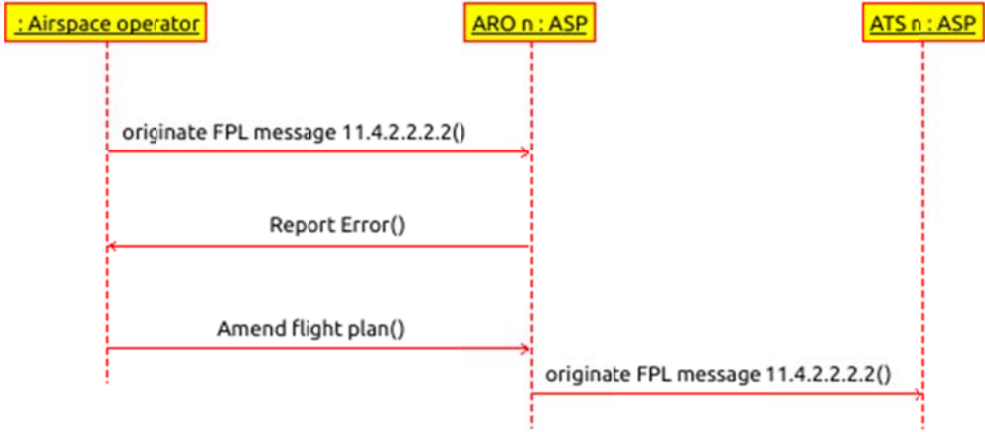 : Airspace operator
ARO n : ASP
ATS n : ASP
originate FPL message 11.4.2.2.2.2()
Report Error()
Amend flight plan()
originate FPL message 11.4.2.2.2.2()